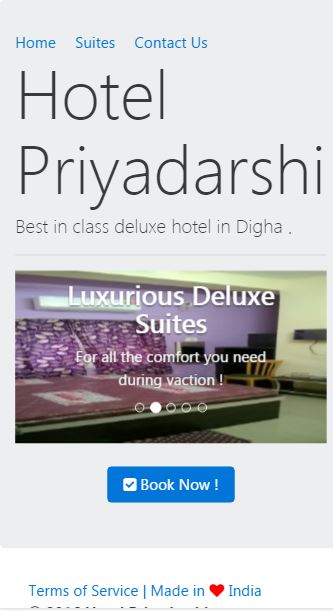 Home Suites Contact Us
Hotel
Priyadarshi
Best in class deluxe hotel in Digha .
Luxurious Deluxe
Suites
For all the comfort you need
during vaction !
Book Now !
Terms of Service | Made in India